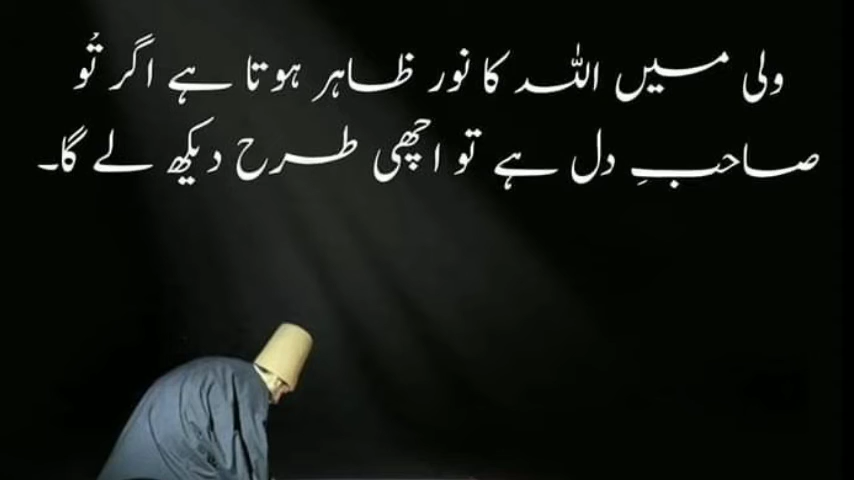 ولی میں اللہ کا نور ظاہر ہوتا ہے اگر تُو
صاحبِ دل ہے تو اچھی طرح دیکھ لے گا۔